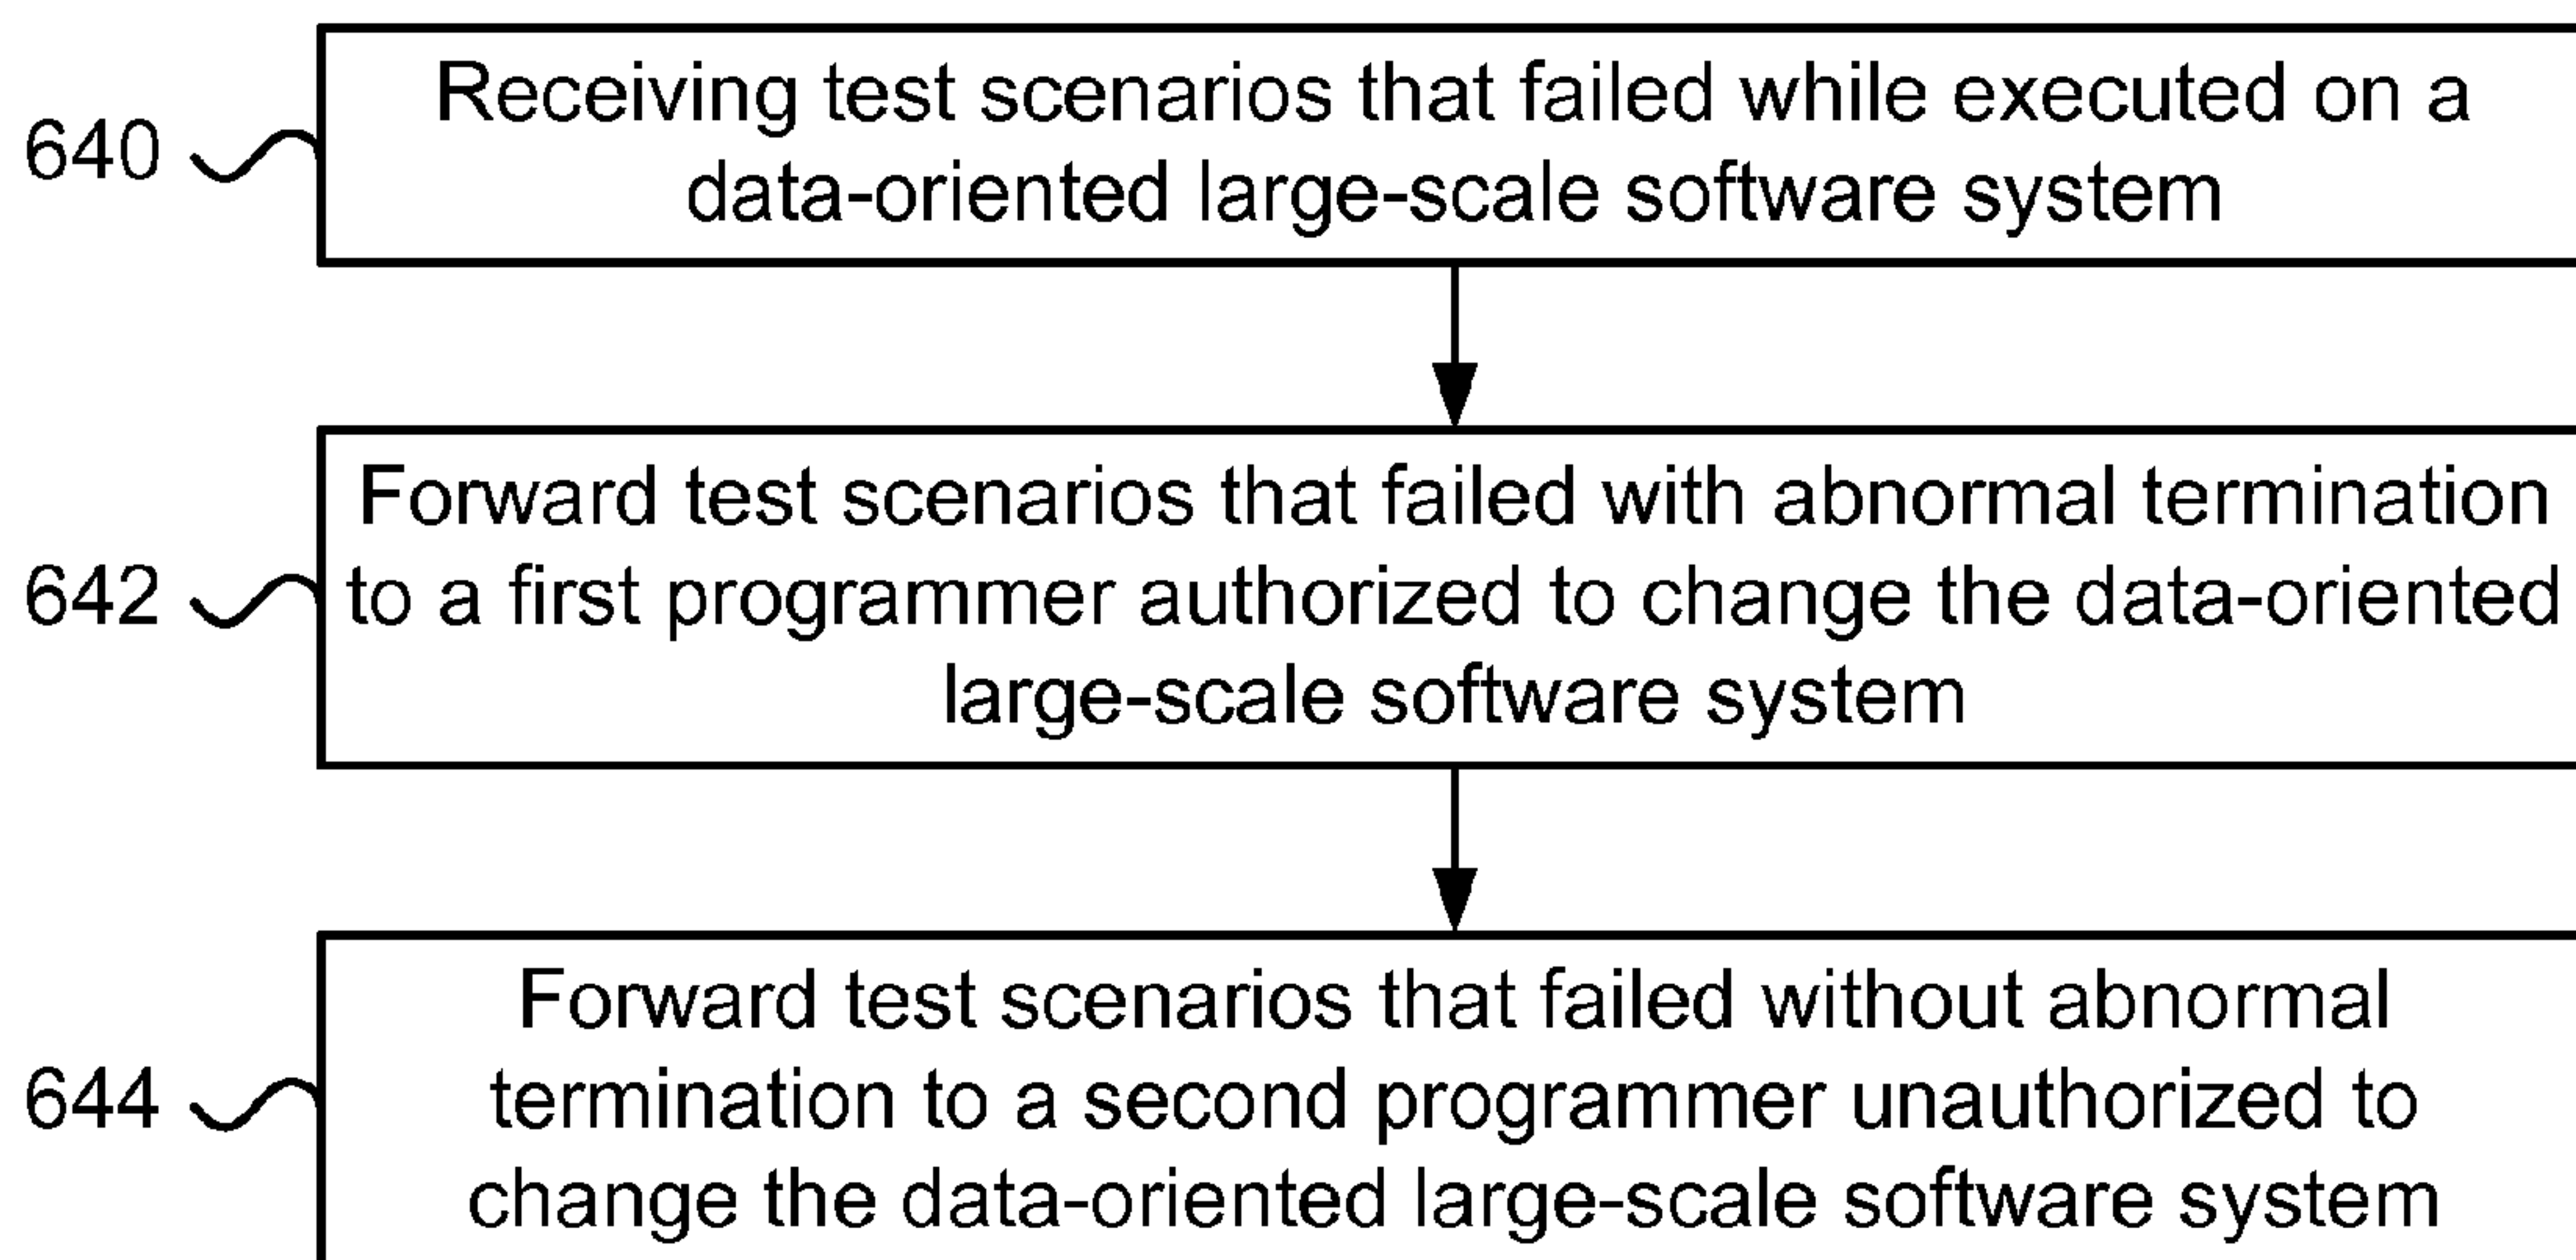 Receiving test scenarios that failed while executed on a
640
data-oriented large-scale software system
Forward test scenarios that failed with abnormal termination
642
to a first programmer authorized to change the data-oriented
large-scale software system
Forward test scenarios that failed without abnormal
644
termination to a second programmer unauthorized to
change the data-oriented large-scale software system